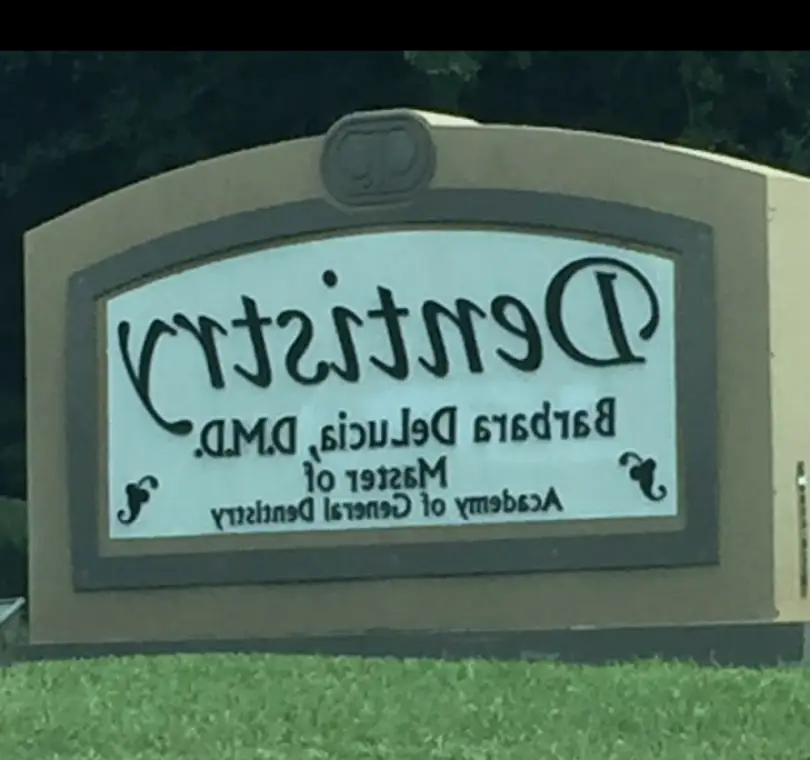 Dentistry
Barbara DeLucia, D.M.D.
Master of
Academy of General Dentistry